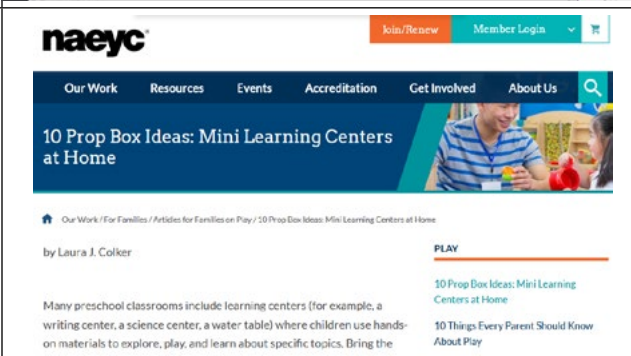 naeyc
Join/Renew
Member Login
Our Work
Resources
Events
Accreditation
Get Involved
About Us
10 Prop Box Ideas: Mini Learning Centers
at Home
Our Work / For Families / Articles for Families on Play / 10 Prop Box Ideas: Mini Learning Centers at Home
by Laura J. Colker
Many preschool classrooms include learning centers (for example, a
writing center, a science center, a water table) where children use hands-
on materials to explore, play, and learn about specific topics. Bring the
PLAY
10 Prop Box Ideas: Mini Learning
Centers at Home
10 Things Every Parent Should Know
About Play